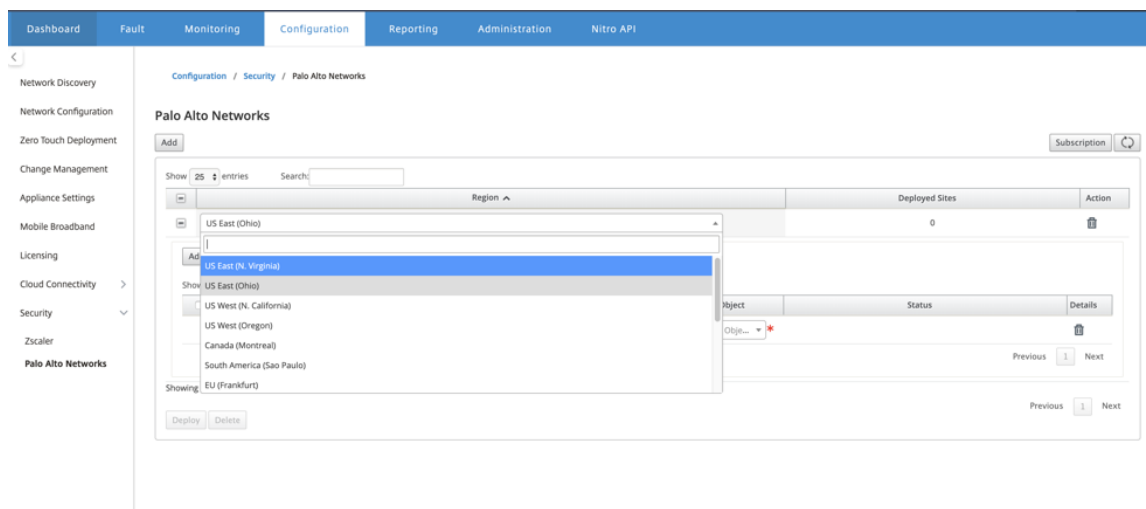 Dashboard Fault Monitoring Configuration Reporting Administration Nitro API
Network Discovery
Network Configuration
Zero Touch Deployment
Change Management
Appliance Settings
Mobile Broadband
Licensing
Cloud Connectivity
Security
Zscaler
Palo Alto Networks
Configuration / Security / Palo Alto Networks
Palo Alto Networks
Add
Subscription
Show 25 entries Search:
Region Deployed Sites Action
US East (Ohio) 0
Ad
US East (N. Virginia)
Show
US East (Ohio)
US West (N. California)
Object Status Details
US West (Oregon)
Obje... *
Canada (Montreal)
South America (Sao Paulo)
Previous 1 Next
EU (Frankfurt)
Showing
Previous 1 Next
Deploy Delete